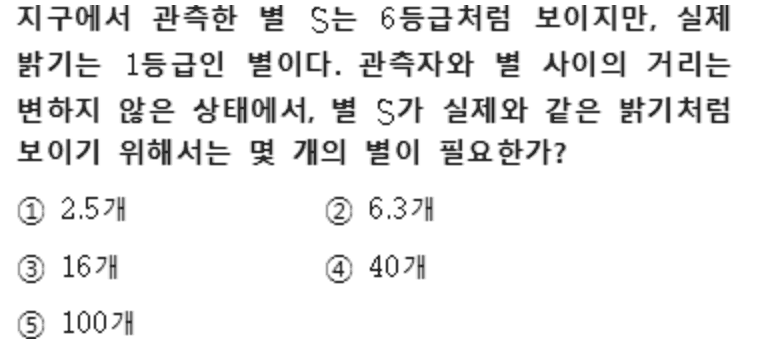 지구에서 관측한 별 S는 6등급처럼 보이지만, 실제
밝기는 1등급인 별이다. 관측자와 별 사이의 거리는
변하지 않은 상태에서, 별 S가 실제와 같은 밝기처럼
보이기 위해서는 몇 개의 별이 필요한가?
① 2.5개 ② 6.3개
③ 16개 ④ 40개
⑤ 100개